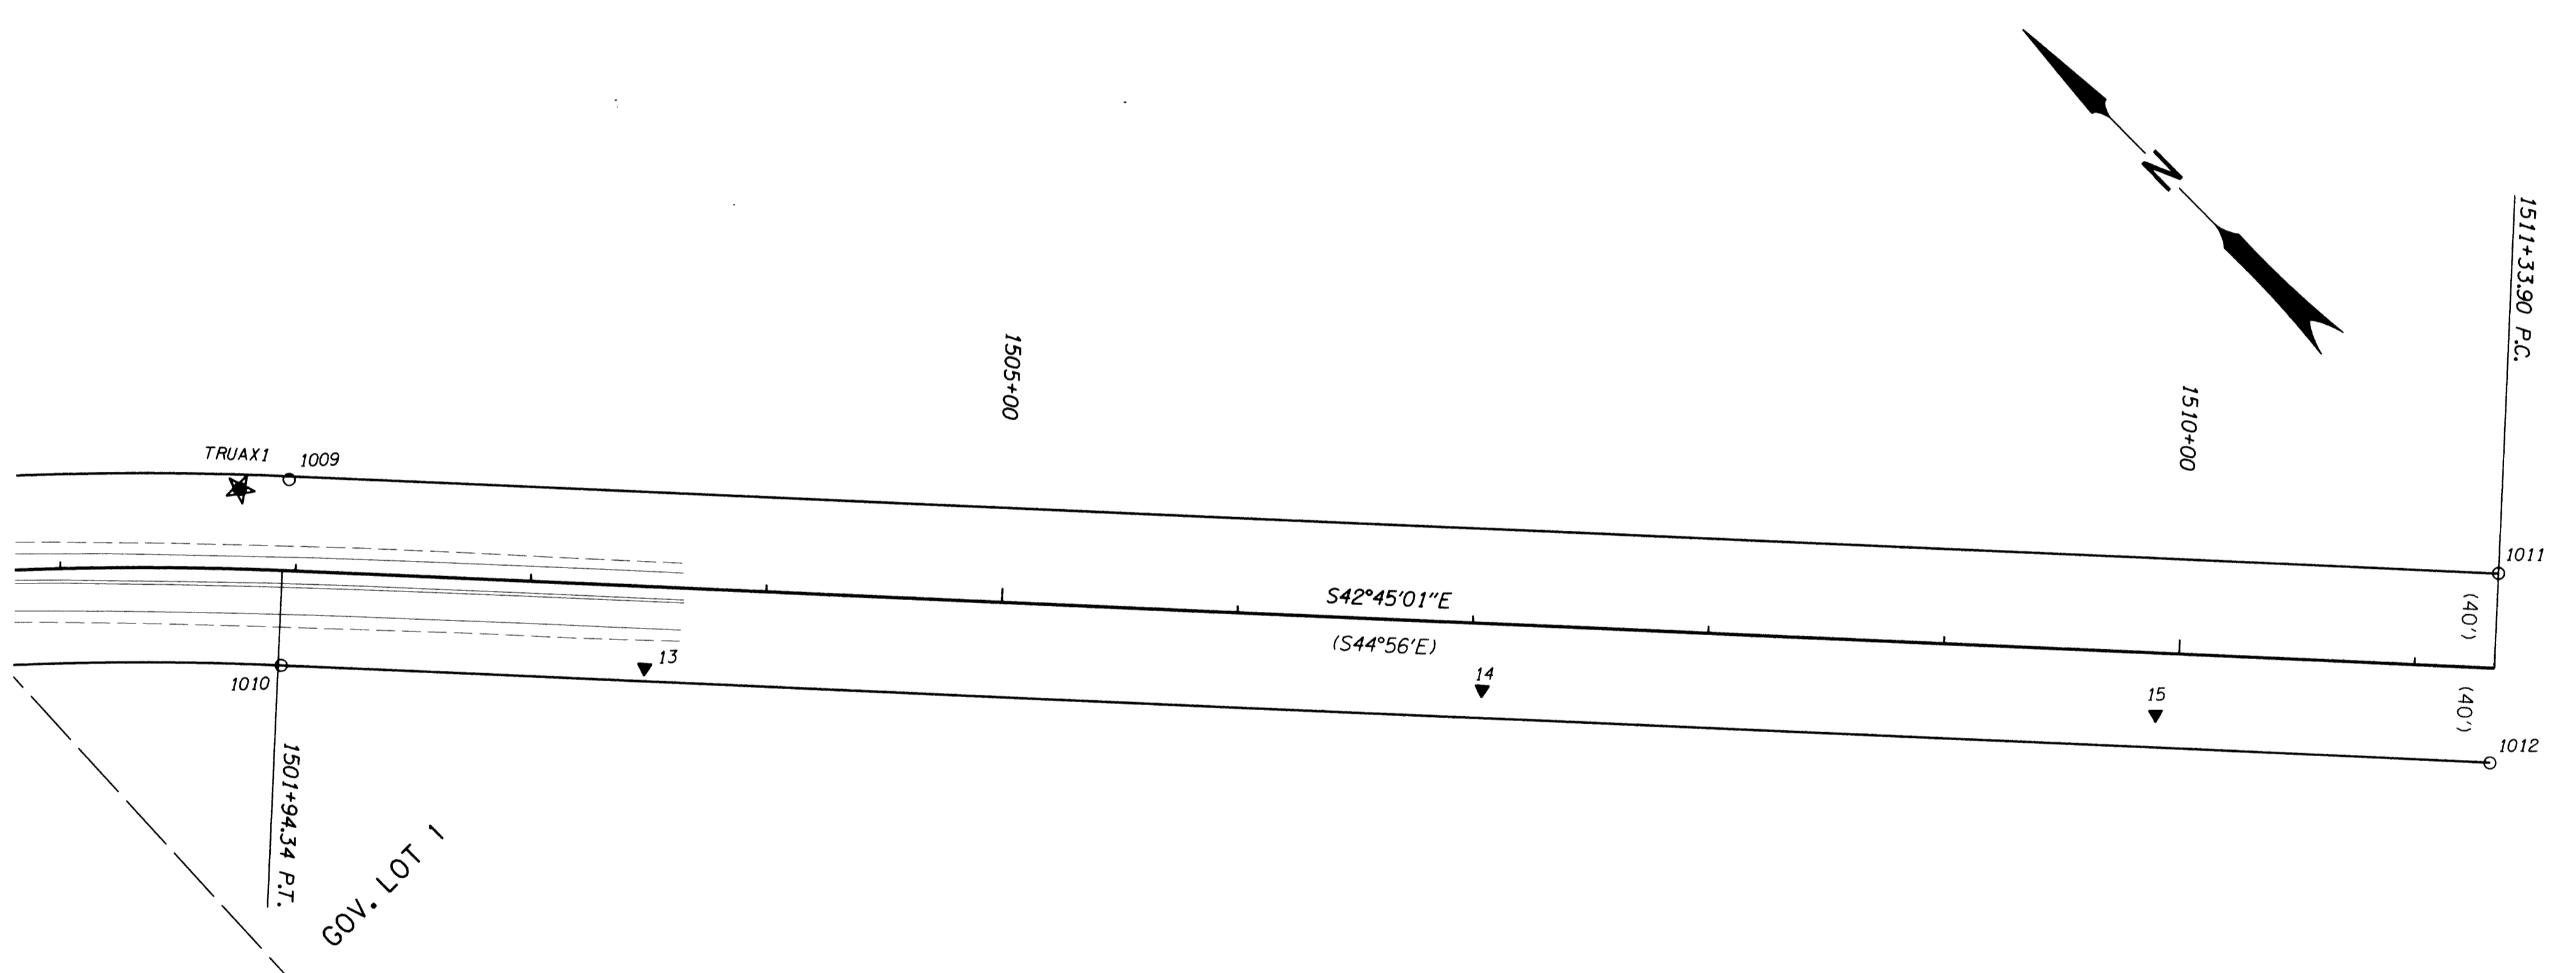 N
1511+33.90 P.C.
1505+00
1510+00
TRUAX1
1009
1011
(40')
S42°45'01"E
(S44°56'E)
13
14
15
1010
(40')
1012
1501+94.34 P.T.
GOV. LOT 1